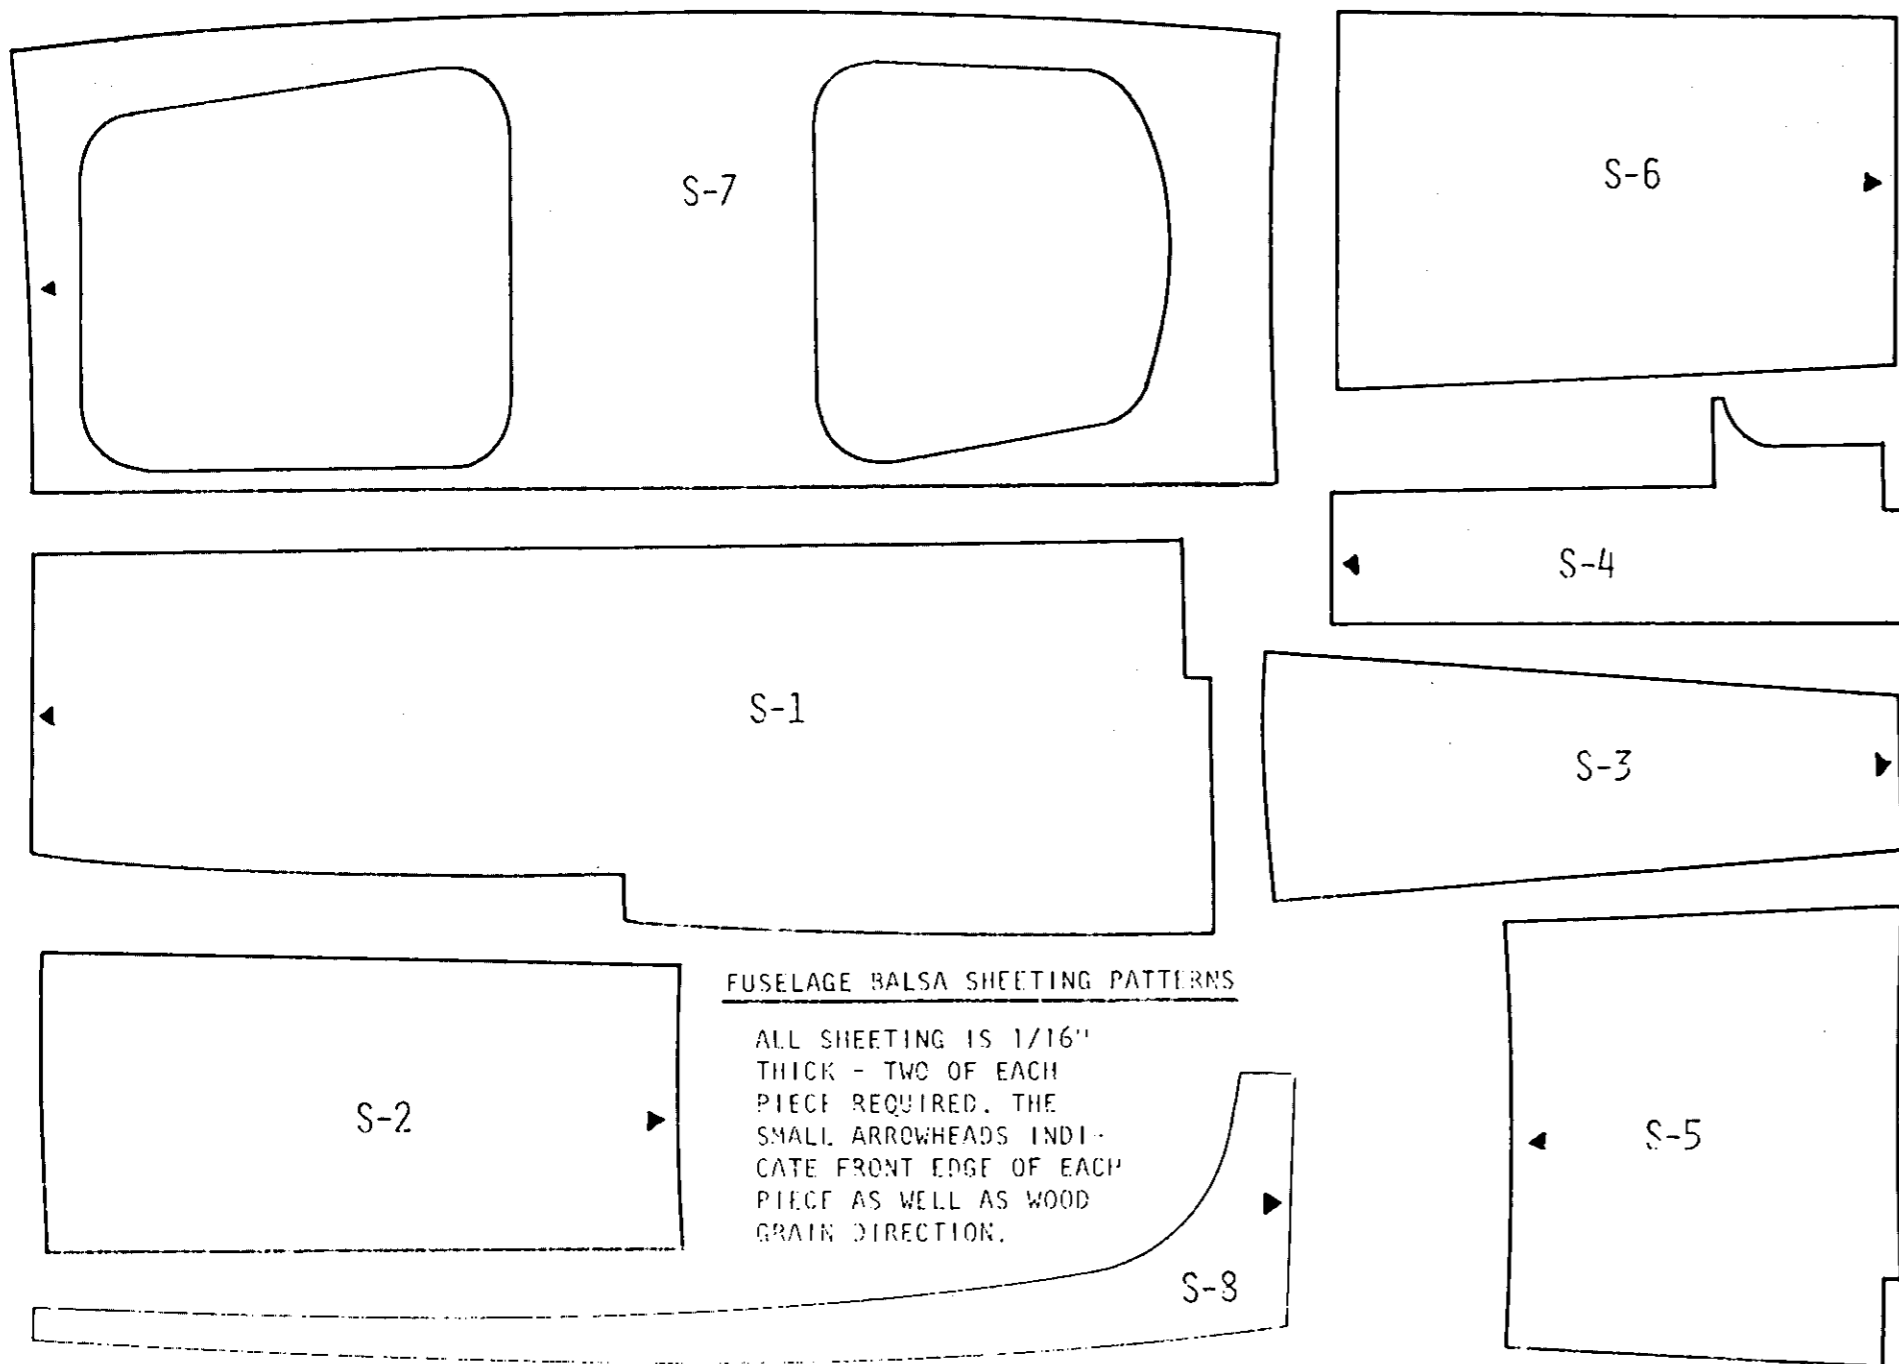 S-7
S-6
S-4
S-1
S-3
FUSELAGE BALSA SHEETING PATTERNS
ALL SHEETING IS 1/16"
THICK - TWO OF EACH
PIECE REQUIRED. THE
SMALL ARROWHEADS INDI-
CATE FRONT EDGE OF EACH
PIECE AS WELL AS WOOD
GRAIN DIRECTION.
S-2
S-5
S-8